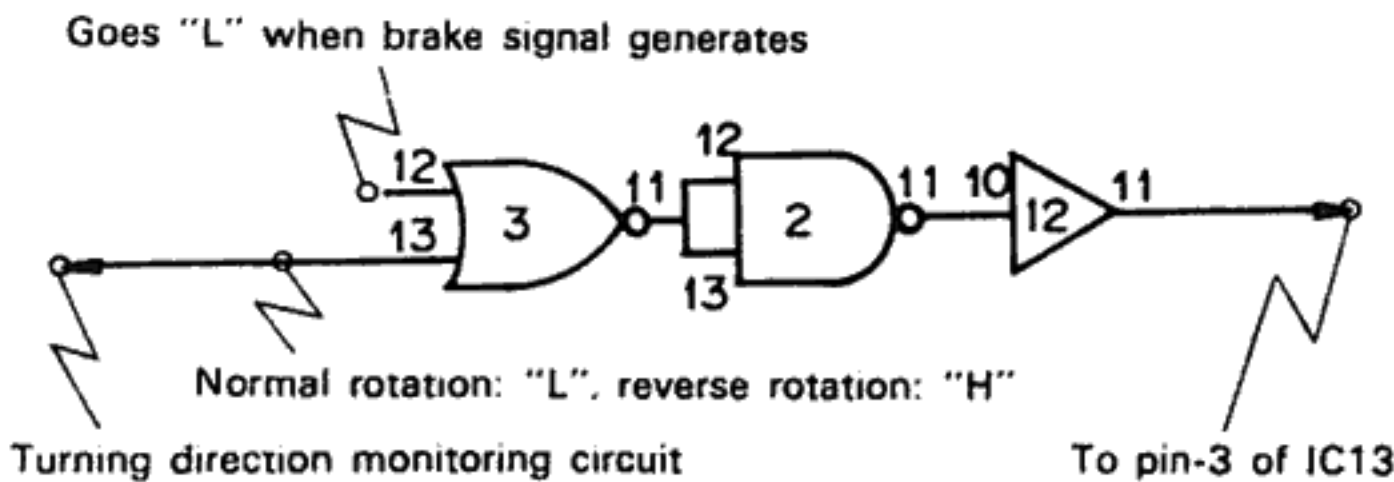 Goes "L" when brake signal generates
12
12
11
11
10
11
3
2
12
13
13
Normal rotation: "L", reverse rotation: "H"
Turning direction monitoring circuit
To pin-3 of IC13